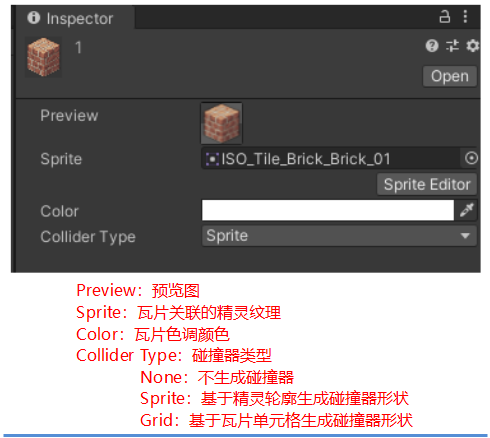 Inspector
1
Open
Preview
Sprite
ISO_Tile_Brick_Brick_01
Sprite Editor
Color
Collider Type
Sprite
Preview：预览图
Sprite：瓦片关联的精灵纹理
Color：瓦片色调颜色
Collider Type：碰撞器类型
None：不生成碰撞器
Sprite：基于精灵轮廓生成碰撞器形状
Grid：基于瓦片单元格生成碰撞器形状